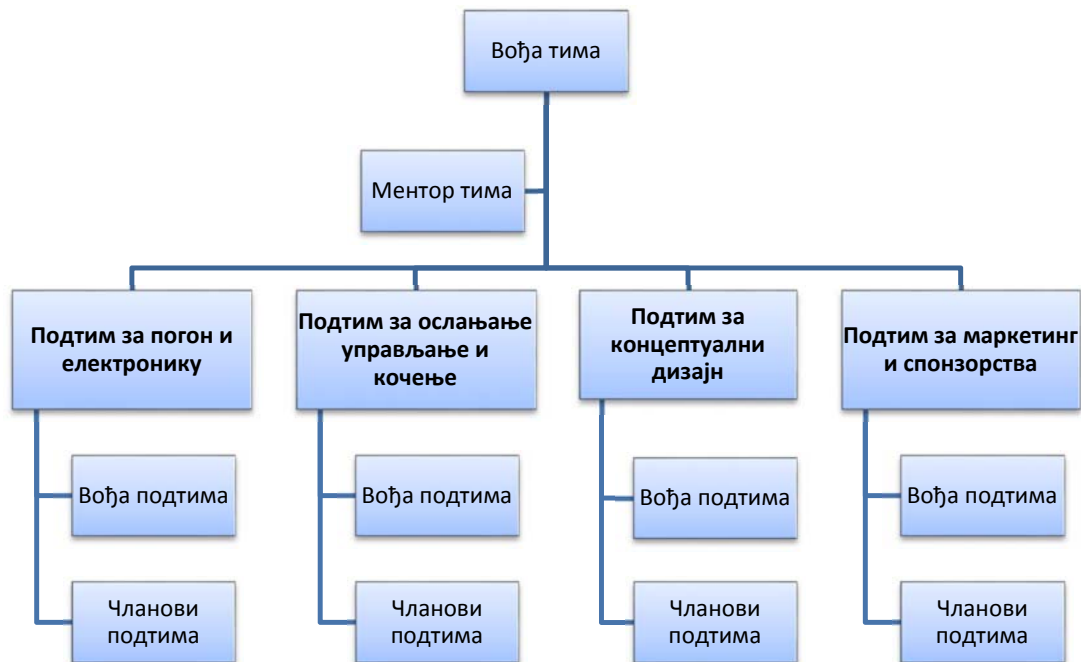 Вођа тима
Ментор тима
Подтим за погон и
електронику
Подтим за ослањање
управљање и
кочење
Подтим за
концептуални
дизајн
Подтим за маркетинг
и спонзорства
Вођа подтима
Вођа подтима
Вођа подтима
Вођа подтима
Чланови
подтима
Чланови
подтима
Чланови
подтима
Чланови
подтима